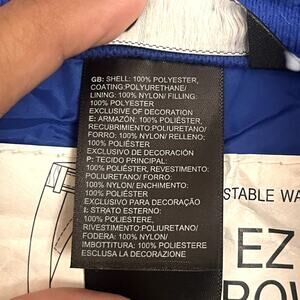 GB: SHELL: 100% POLYESTER,
COATING:POLYURETHANE/
LINING: 100% NYLON/ FILLING:
100% POLYESTER
EXCLUSIVE OF DECORATION
E: ARMAZÓN: 100% POLIÉSTER,
RECUBRIMIENTO:POLIURETANO/
FORRO: 100% NYLON/ RELLENO:
100% POLIÉSTER
EXCLUSIVO DE DECORACIÓN
P: TECIDO PRINCIPAL:
100% POLIÉSTER, REVESTIMENTO:
POLIURETANO/ FORRO:
100% NYLON/ ENCHIMENTO:
100% POLIÉSTER
EXCLUSIVO PARA DECORAÇÃO
I: STRATO ESTERNO:
100% POLIESTERE,
RIVESTIMENTO:POLIURETANO/
FODERA: 100% NYLON/
IMBOTTITURA: 100% POLIESTERE
ESCLUSA LA DECORAZIONE
STABLE WA
EZ